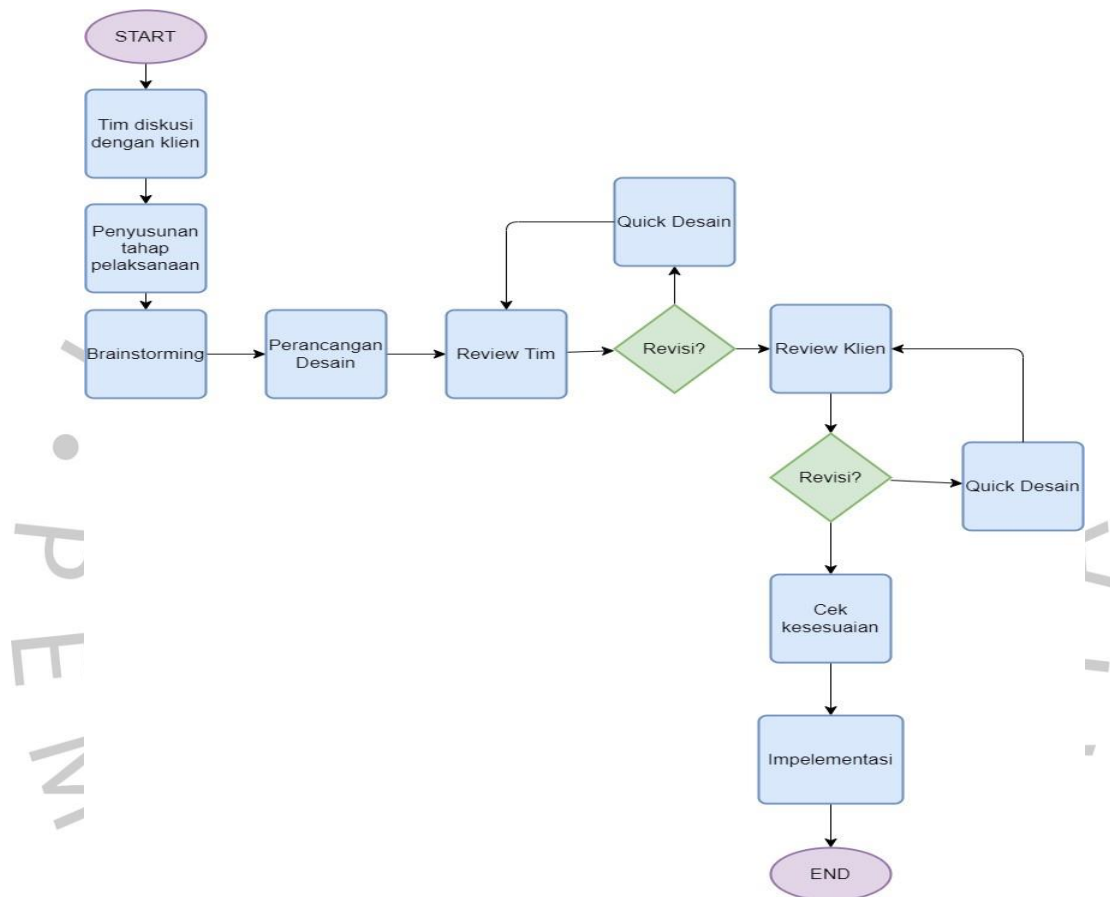 START
Tim diskusi
dengan klien
Penyusunan
tahap
pelaksanaan
Brainstorming
Perancangan
Desain
Review Tim
Quick Desain
Revisi?
Review Klien
Revisi?
Quick Desain
Cek
kesesuaian
Impelementasi
END